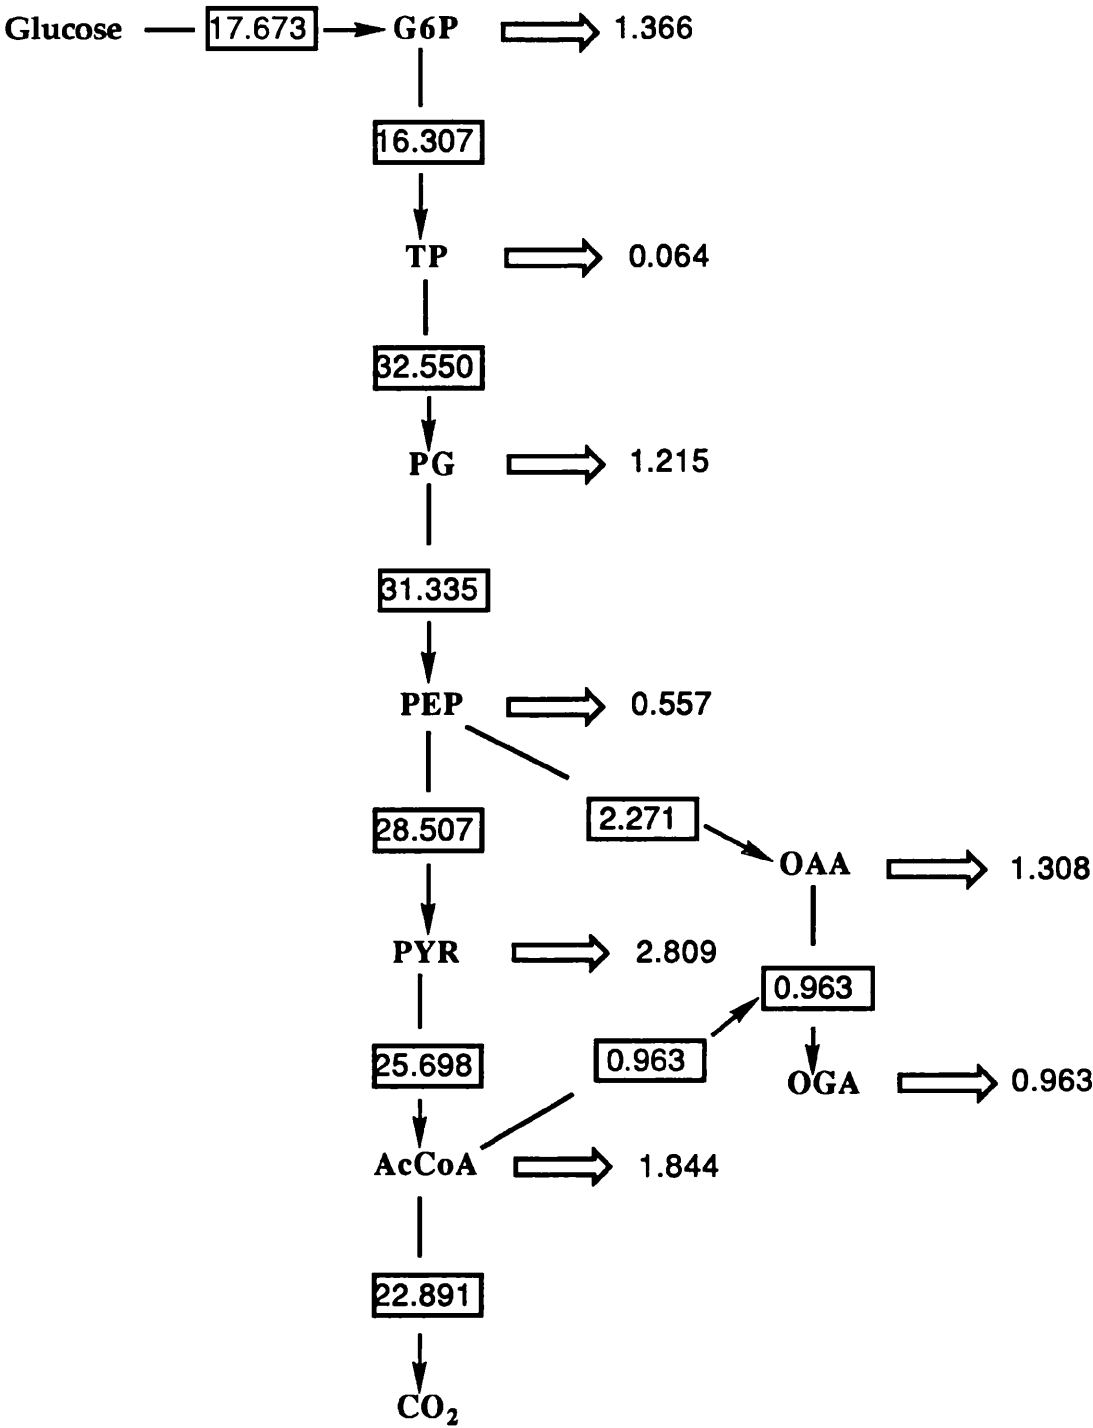 Glucose 17.673 G6P 1.366
16.307
TP 0.064
32.550
PG 1.215
31.335
PEP 0.557
2.271
28.507
OAA 1.308
PYR 2.809
0.963
0.963
25.698
OGA 0.963
AcCoA 1.844
22.891
CO₂